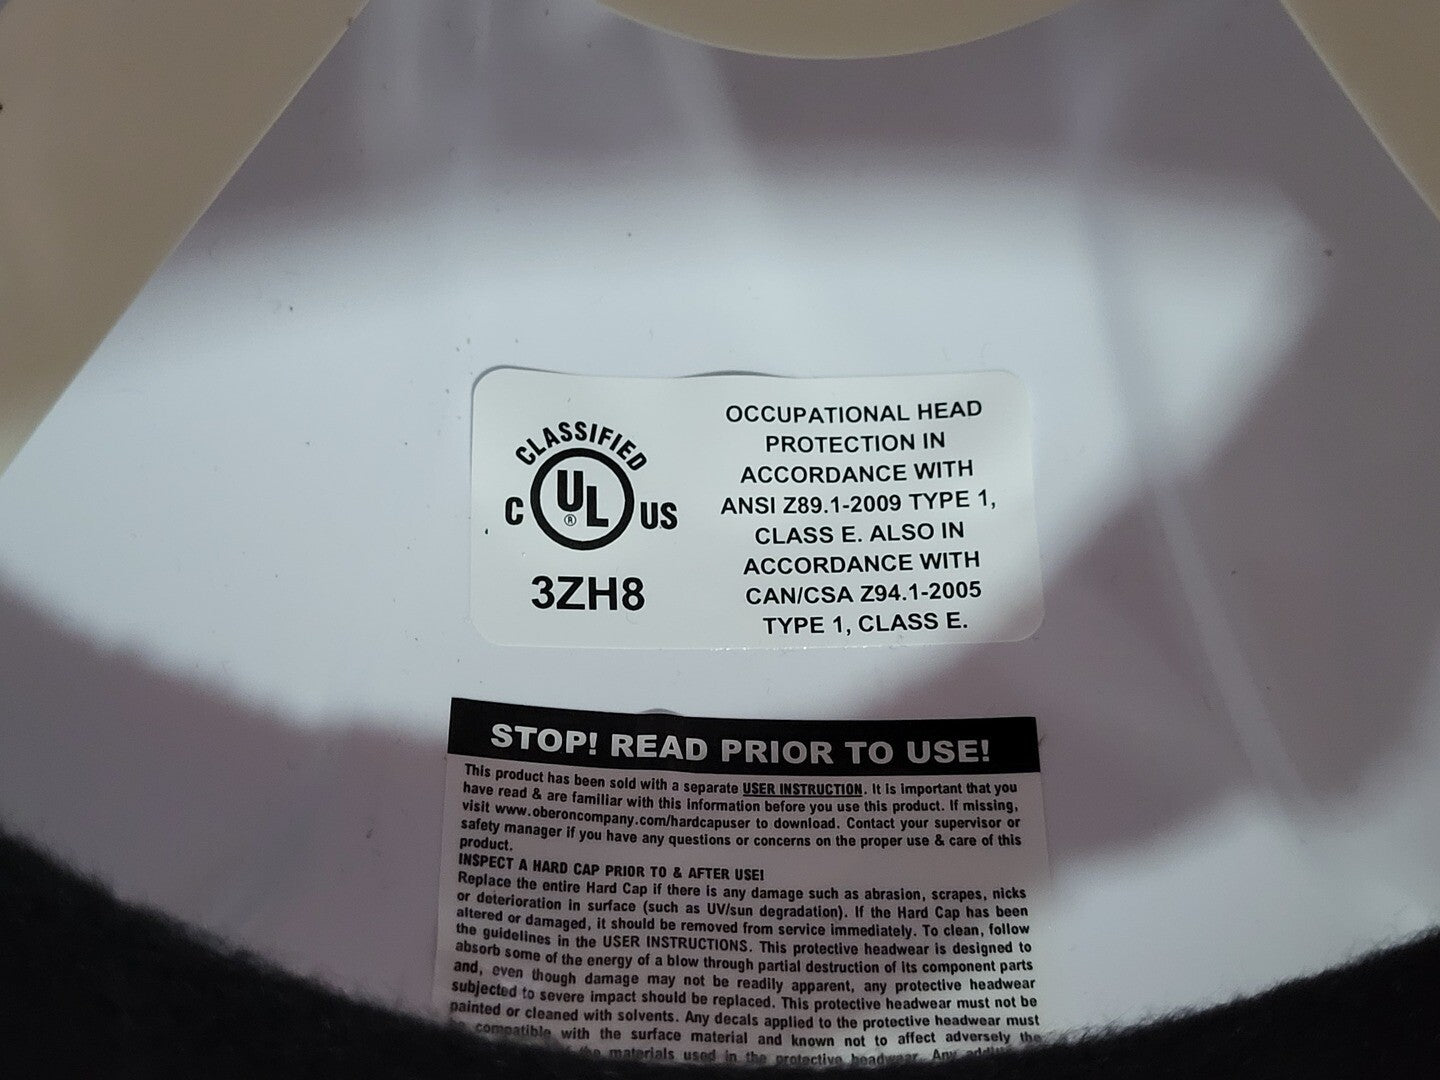 CLASSIFIED
C UL ® US
3ZH8
OCCUPATIONAL HEAD
PROTECTION IN
ACCORDANCE WITH
ANSI Z89.1-2009 TYPE 1,
CLASS E. ALSO IN
ACCORDANCE WITH
CAN/CSA Z94.1-2005
TYPE 1, CLASS E.
STOP! READ PRIOR TO USE!
This product has been sold with a separate USER INSTRUCTION. It is important that you
have read & are familiar with this information before you use this product. If missing,
visit www.oberoncompany.com/hardcapuser to download. Contact your supervisor or
safety manager if you have any questions or concerns on the proper use & care of this
product.
INSPECT A HARD CAP PRIOR TO & AFTER USE!
Replace the entire Hard Cap if there is any damage such as abrasion, scrapes, nicks
or deterioration in surface (such as UV/sun degradation). If the Hard Cap has been
altered or damaged, it should be removed from service immediately. To clean, follow
the guidelines in the USER INSTRUCTIONS. This protective headwear is designed to
absorb some of the energy of a blow through partial destruction of its component parts
and, even though damage may not be readily apparent, any protective headwear
subjected to severe impact should be replaced. This protective headwear must not be
painted or cleaned with solvents. Any decals applied to the protective headwear must
be compatible with the surface material and known not to affect adversely the
the materials used in the protective headwear. Any